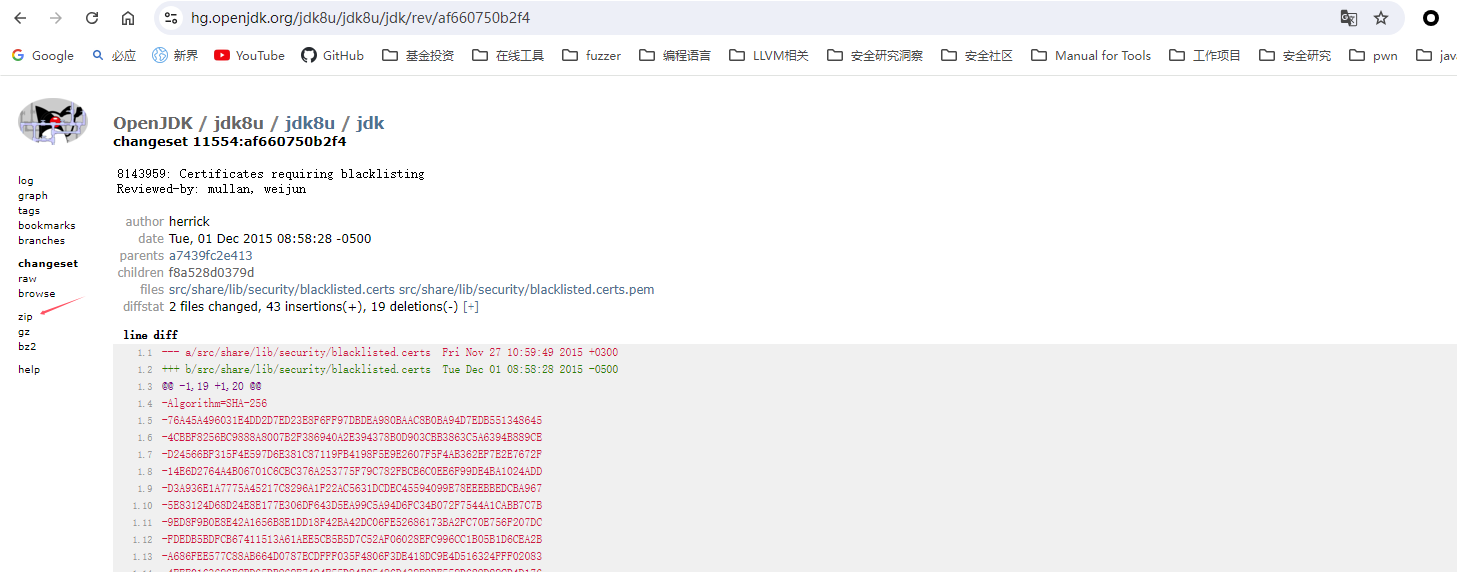 hg.openjdk.org/jdk8u/jdk8u/jdk/rev/af660750b2f4
Google 必应 新界 YouTube GitHub 基金投资 在线工具 fuzzer 编程语言 LLVM相关 安全研究洞察 安全社区 Manual for Tools 工作项目 安全研究 pwn jav
OpenJDK / jdk8u / jdk8u / jdk
changeset 11554:af660750b2f4
8143959: Certificates requiring blacklisting
Reviewed-by: mullan, weijun
log
graph
tags
bookmarks
branches
changeset
raw
browse
zip
gz
bz2
help
author herrick
date Tue, 01 Dec 2015 08:58:28 -0500
parents a7439fc2e413
children f8a528d0379d
files src/share/lib/security/blacklisted.certs src/share/lib/security/blacklisted.certs.pem
diffstat 2 files changed, 43 insertions(+), 19 deletions(-) [+]
line diff
1.1 --- a/src/share/lib/security/blacklisted.certs Fri Nov 27 10:59:49 2015 +0300
1.2 +++ b/src/share/lib/security/blacklisted.certs Tue Dec 01 08:58:28 2015 -0500
1.3 @@ -1,19 +1,20 @@
1.4 -Algorithm=SHA-256
1.5 -76A45A496031E4DD2D7ED23E8F6FF97DBDEA980BAAC8B0BA94D7EDB551348645
1.6 -4CBBF8256BC9888A8007B2F386940A2E394378B0D903CBB3863C5A6394B889CE
1.7 -D24566BF315F4E597D6E381C87119FB4198F5E9E2607F5F4AB362EF7E2E7672F
1.8 -14E6D2764A4B06701C6CBC376A253775F79C782FBCB6C0EE6F99DE4BA1024ADD
1.9 -D3A936E1A7775A45217C8296A1F22AC5631DCDEC45594099E78EEEBBEDCBA967
1.10 -5E83124D68D24E8E177E306DF643D5EA99C5A94D6FC34B072F7544A1CABB7C7B
1.11 -9ED8F9B0E8E42A1656B8E1DD18F42BA42DC06FE52686173BA2FC70E756F207DC
1.12 -FDEDB5BDFCB67411513A61AEE5CB5B5D7C52AF06028EFC996CC1B05B1D6CEA2B
1.13 -A686FEE577C88AB664D0787ECDFFF035F4806F3DE418DC9E4D516324FFF02083